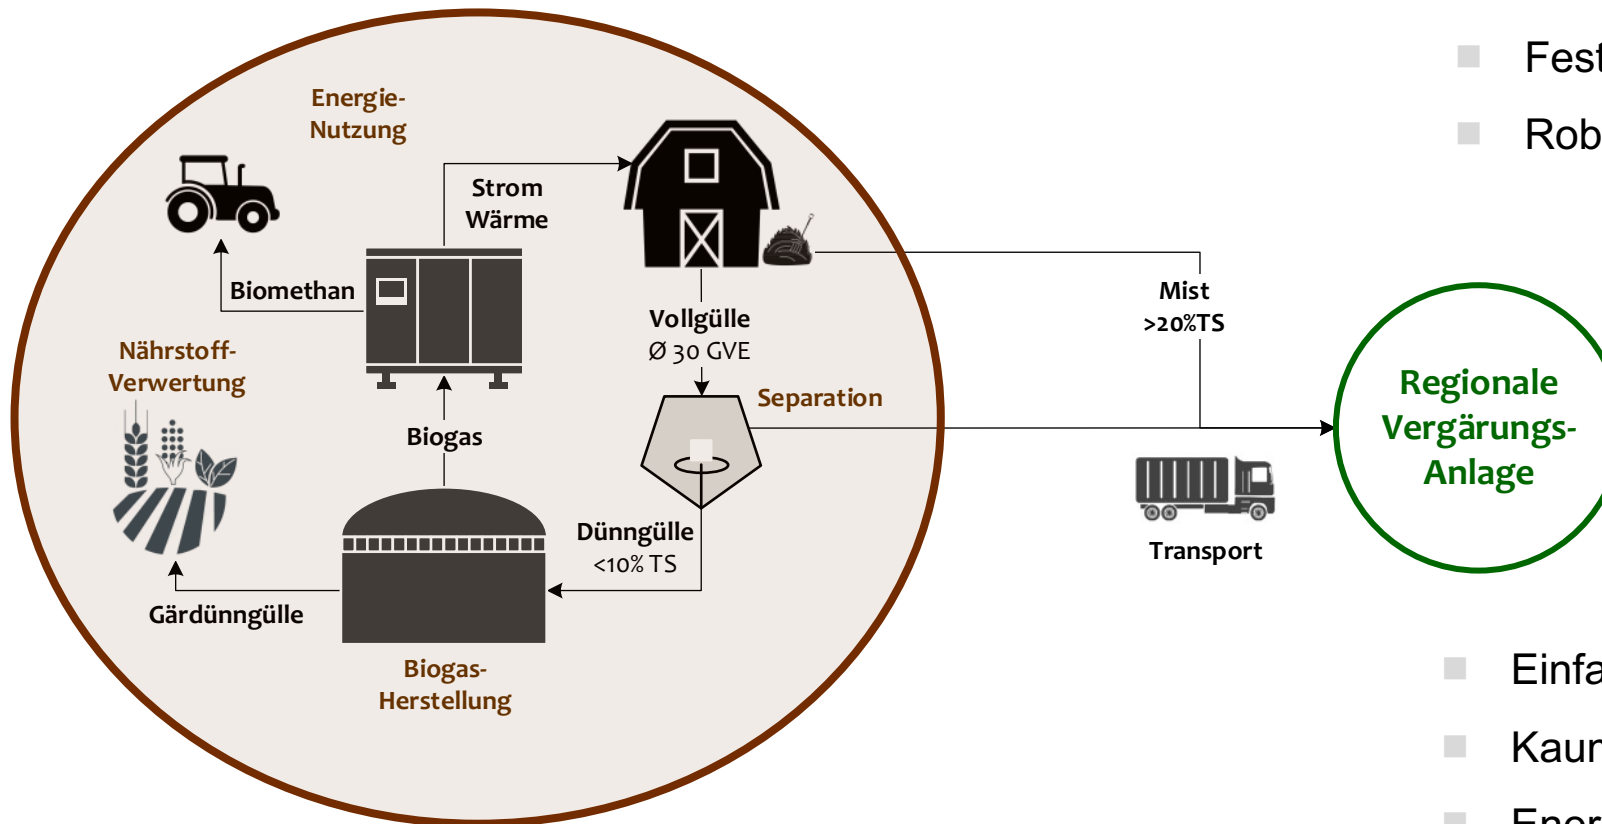 Energie-
Nutzung
Strom
Wärme
Biomethan
Nährstoff-
Verwertung
Vollgülle
Ø 30 GVE
Separation
Biogas
Dünngülle
<10% TS
Gärdünngülle
Biogas-
Herstellung
Mist
>20%TS
Transport
Regionale
Vergärungs-
Anlage